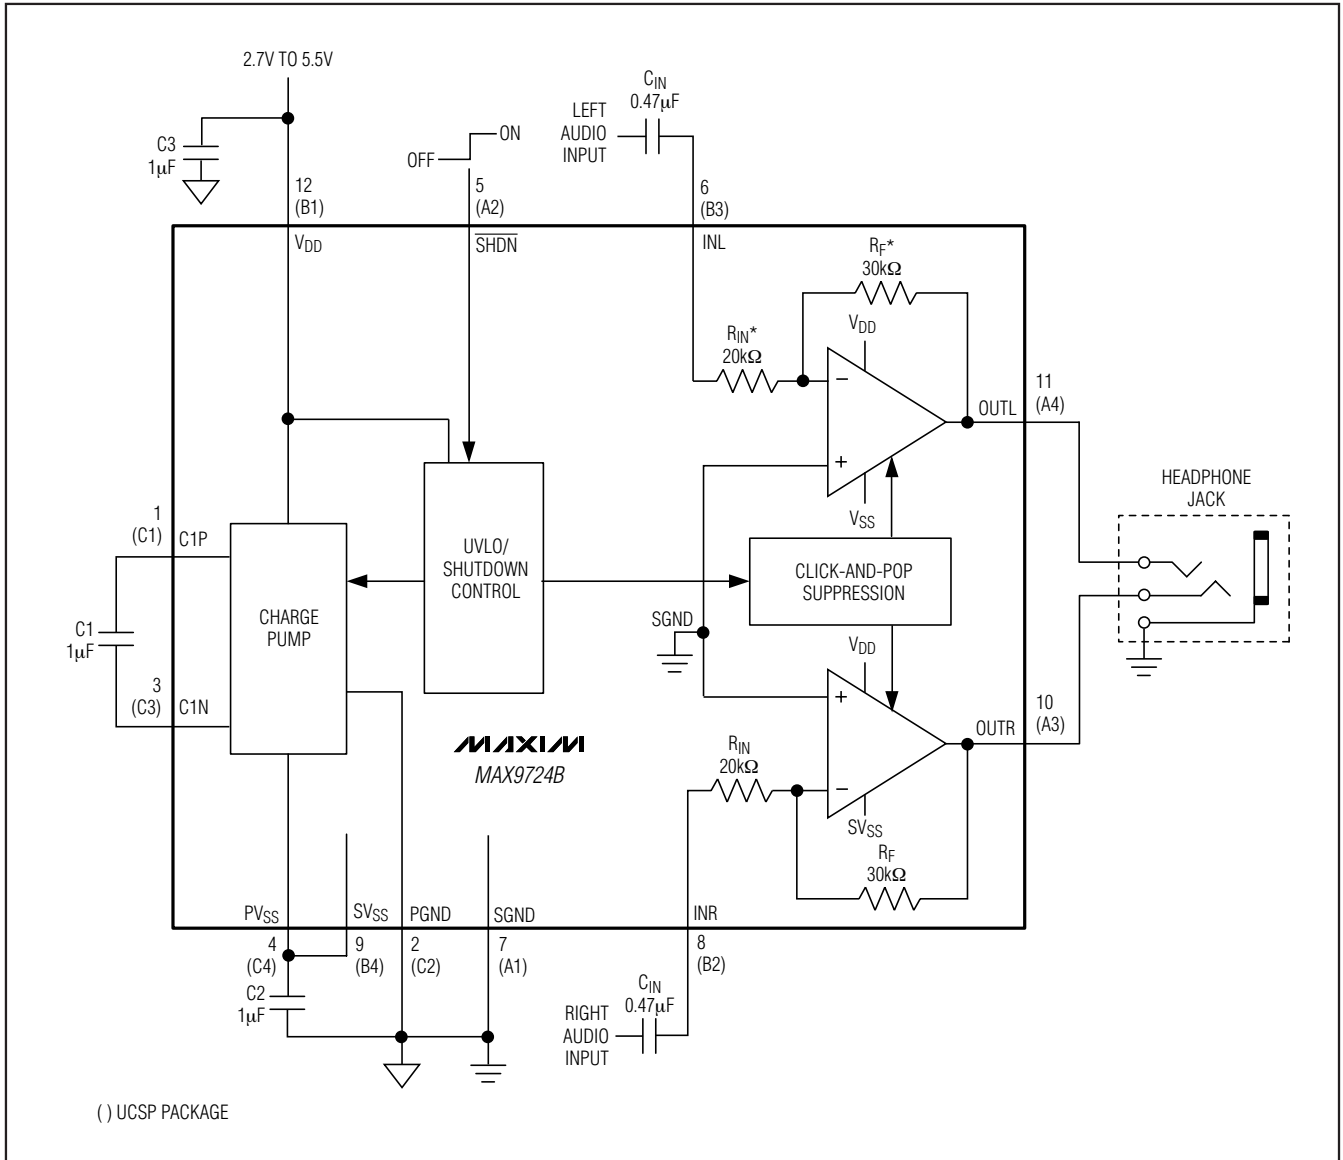 2.7V TO 5.5V
C3
1µF
OFF
ON
LEFT
AUDIO
INPUT
CIN
0.47µF
12
(B1)
5
(A2)
6
(B3)
VDD
SHDN
INL
RF*
30kΩ
RIN*
20kΩ
VDD
−
+
VSS
OUTL
11
(A4)
HEADPHONE
JACK
1
(C1)
C1P
C1
1µF
3
(C3)
C1N
CHARGE
PUMP
UVLO/
SHUTDOWN
CONTROL
CLICK-AND-POP
SUPPRESSION
SGND
VDD
+
−
SVSS
OUTR
10
(A3)
RIN
20kΩ
RF
30kΩ
MAXIM
MAX9724B
PVSS
SVSS
PGND
SGND
INR
4
(C4)
9
(B4)
2
(C2)
7
(A1)
8
(B2)
C2
1µF
RIGHT
AUDIO
INPUT
CIN
0.47µF
( ) UCSP PACKAGE